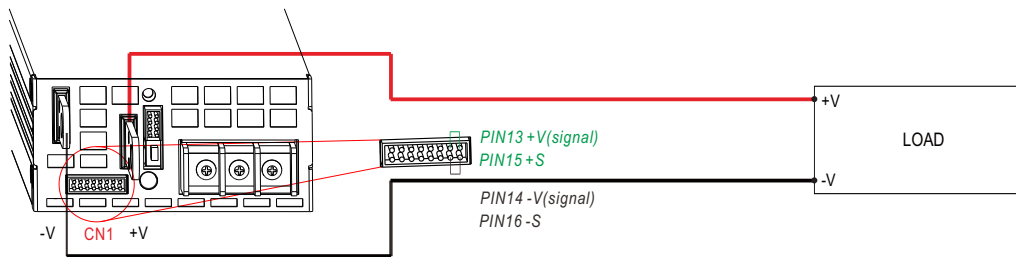 +V
LOAD
-V
PIN13 +V(signal)
PIN15 +S
PIN14 -V(signal)
PIN16 -S
-V
CN1
+V